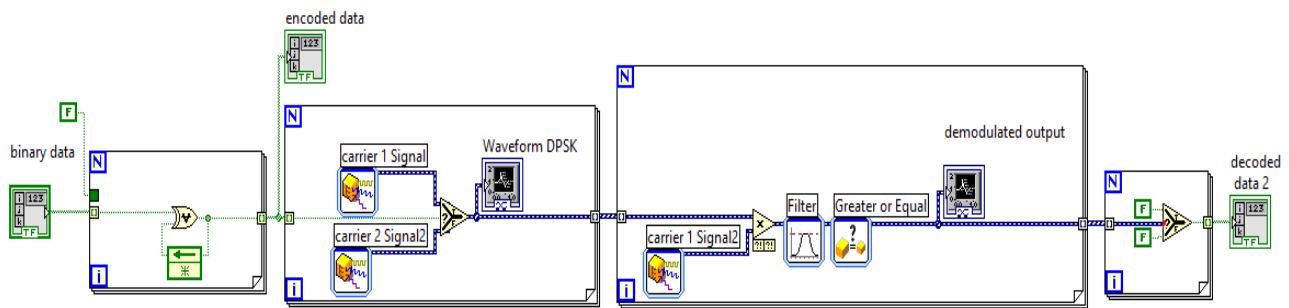 encoded data
i
j
k
123
TF
F
N
N
N
binary data
Waveform DPSK
demodulated output
carrier 1 Signal
decoded
data 2
N
i
j
k
123
TF
?
Filter
Greater or Equal
F
F
?
i
j
k
123
TF
carrier 2 Signal2
carrier 1 Signal2
x
?! ?!
?
=
i
i
i
i